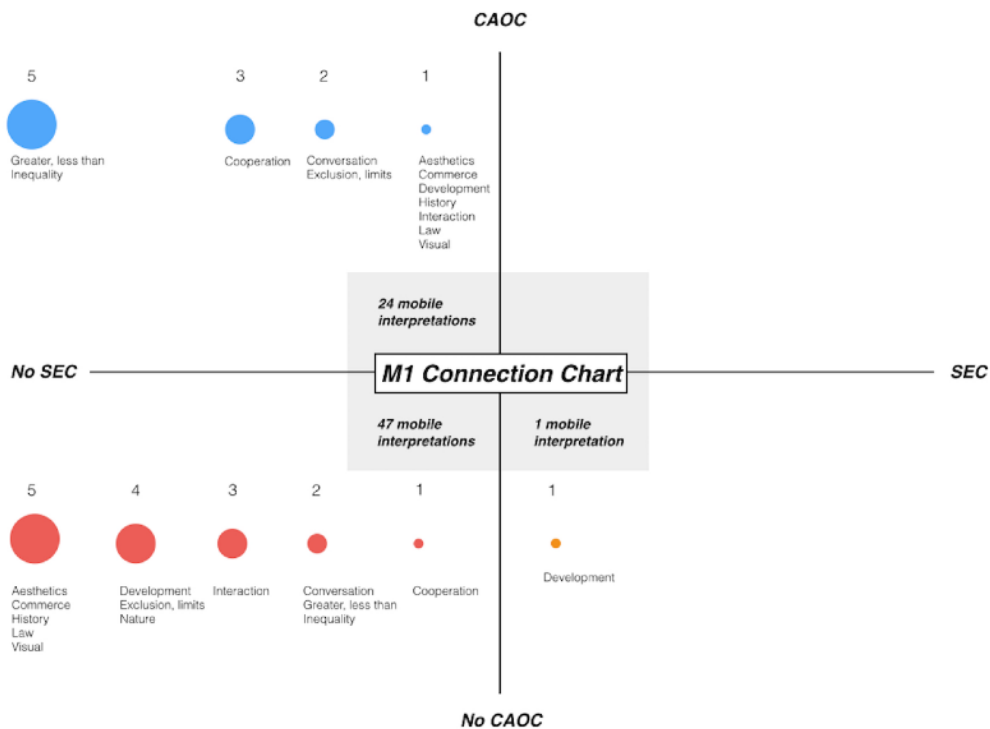 CAOC
5
3
2
1
Greater, less than
Inequality
Cooperation
Conversation
Exclusion, limits
Aesthetics
Commerce
Development
History
Interaction
Law
Visual
24 mobile
interpretations
No SEC
M1 Connection Chart
SEC
47 mobile
interpretations
1 mobile
interpretation
5
4
3
2
1
1
Aesthetics
Commerce
History
Law
Visual
Development
Exclusion, limits
Nature
Interaction
Conversation
Greater, less than
Inequality
Cooperation
Development
No CAOC